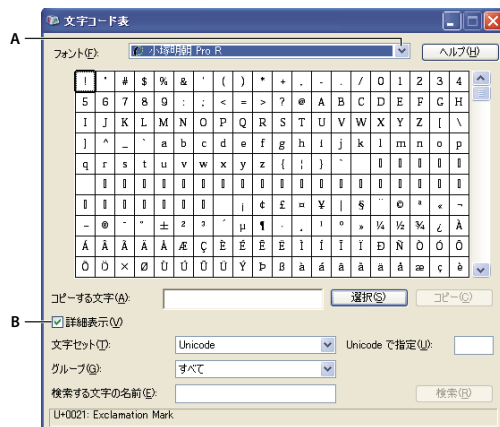 文字コード表
A
フォント(F): 小塚明朝 Pro R ヘルプ(H)
! " # $ % & ' ( ) * + , - . / 0 1 2 3 4
5 6 7 8 9 : ; < = > ? @ A B C D E F G H
I J K L M N O P Q R S T U V W X Y Z [ \
] ^ _ ` a b c d e f g h i j k l m n o p
q r s t u v w x y z { | } ~
¡ ¢ £ ¤ ¥ ¦ § ¨ © ª « ¬
- ® ¯ ° ± ² ³ ´ µ ¶ · ¸ ¹ º » ¼ ½ ¾ ¿ À
Á Â Ã Ä Å Æ Ç È É Ê Ë Ì Í Î Ï Ð Ñ Ò Ó Ô
Õ Ö × Ø Ù Ú Û Ü Ý Þ ß à á â ã ä å æ ç è
コピーする文字(A): 選択(S) コピー(C)
B
詳細表示(V)
文字セット(T): Unicode Unicode で指定(U):
グループ(G): すべて
検索する文字の名前(E): 検索(R)
U+0021: Exclamation Mark